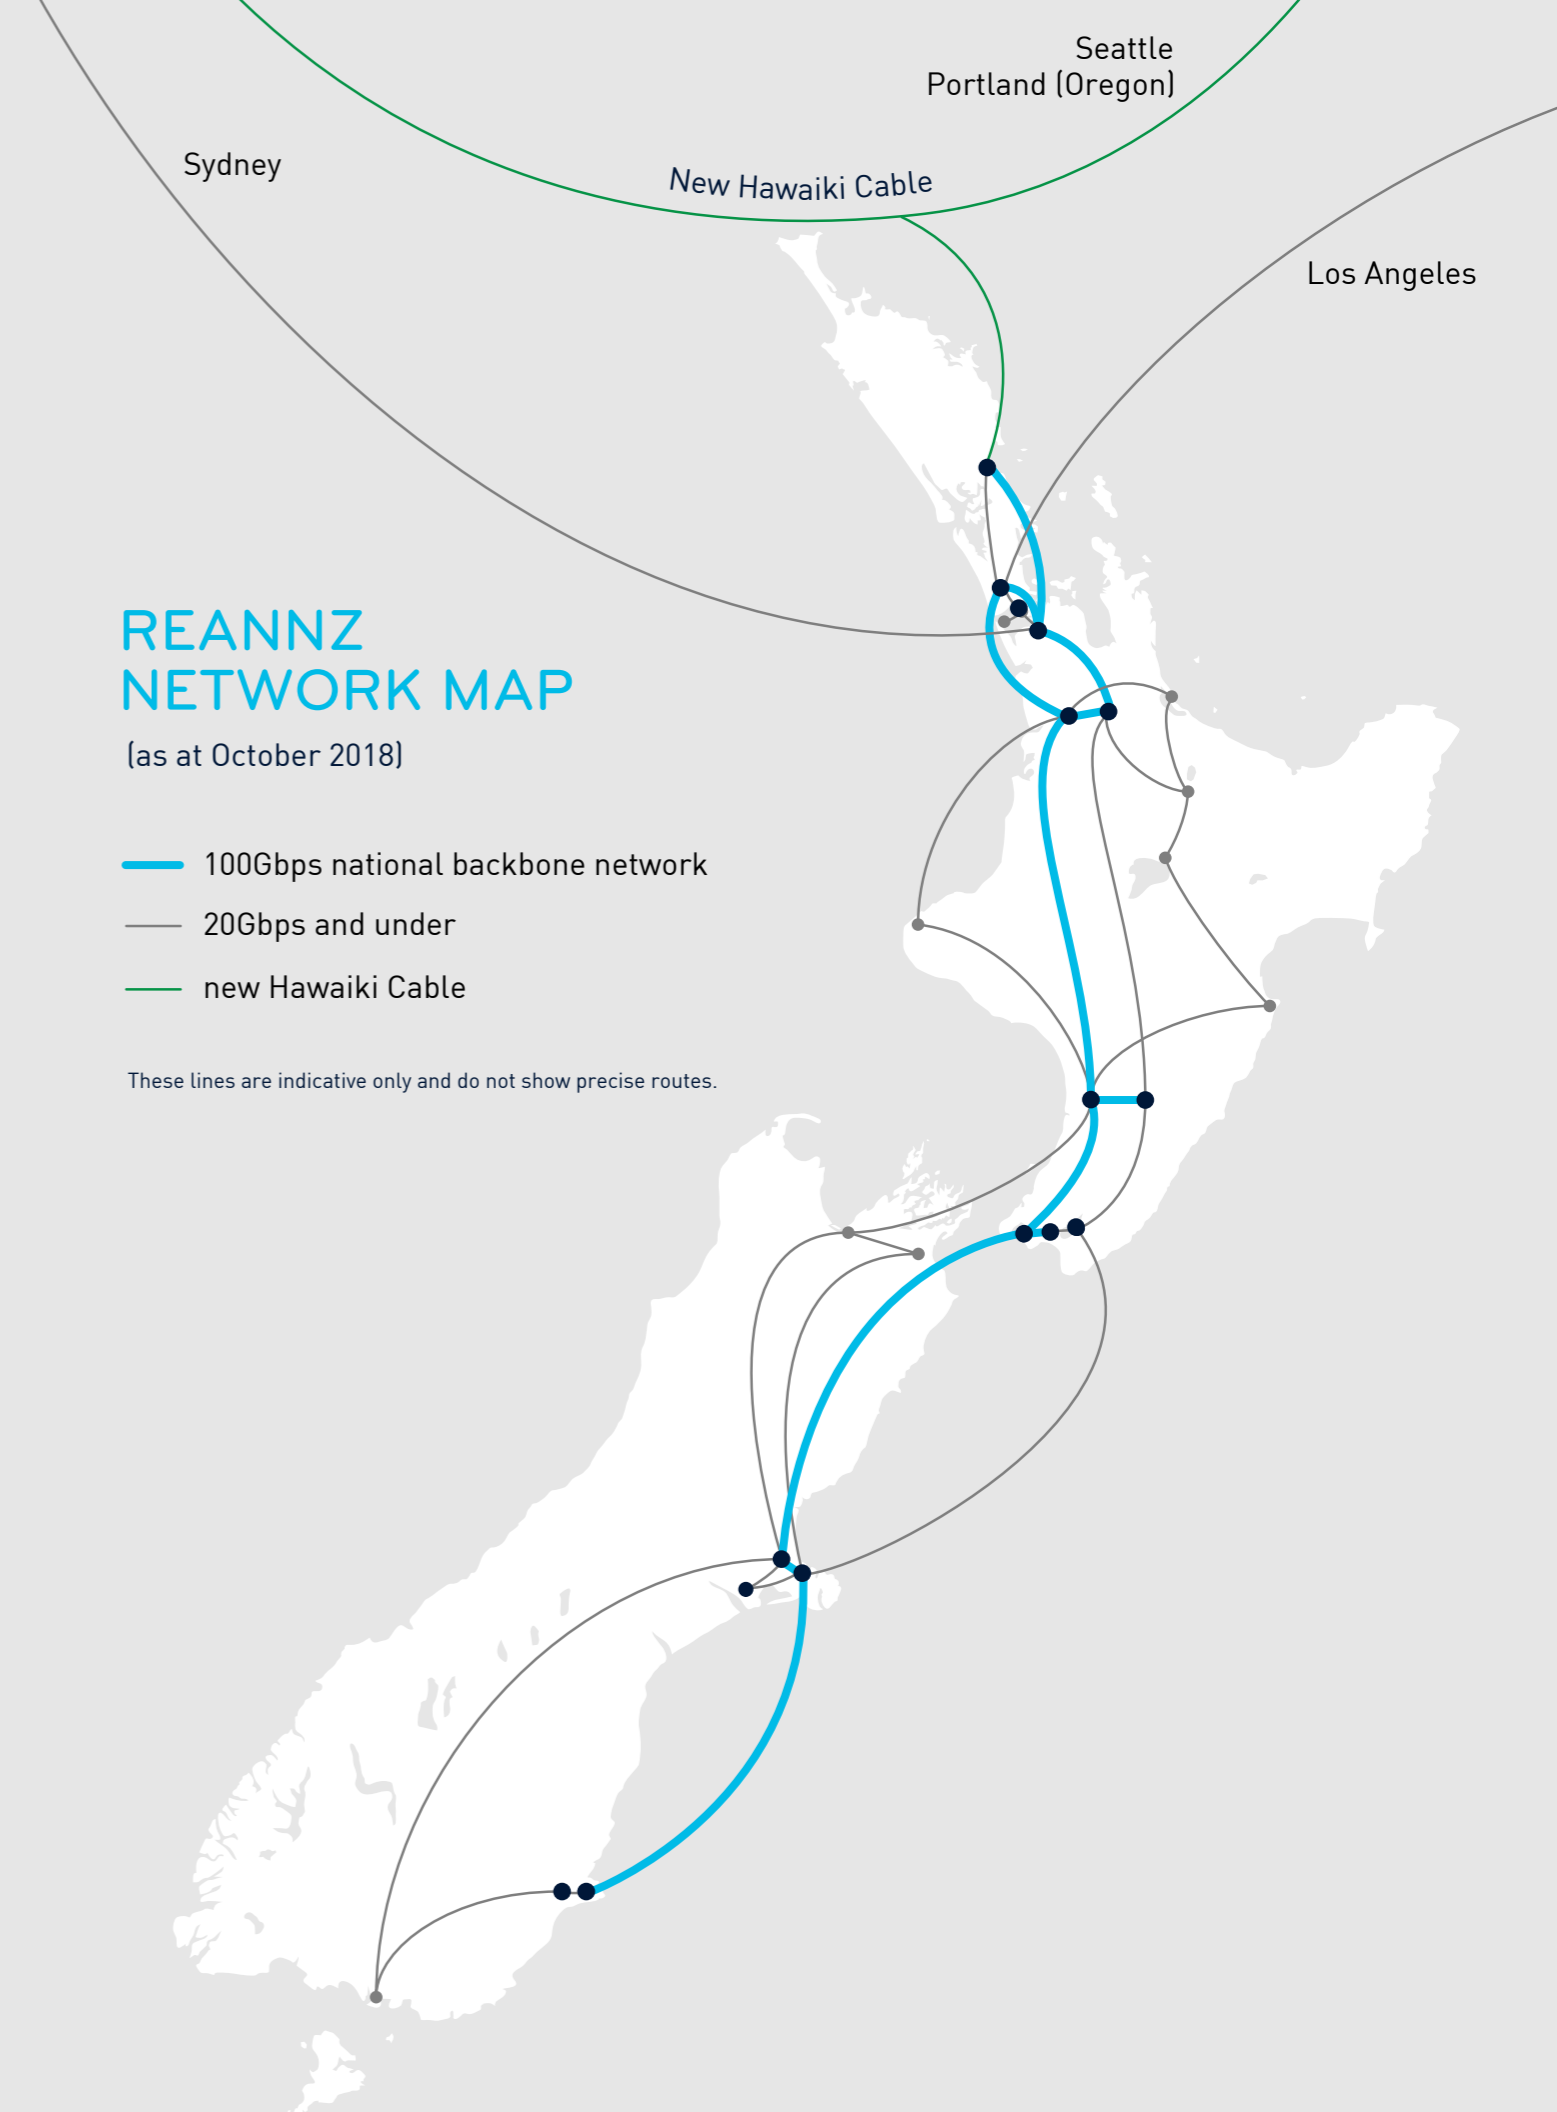 Seattle
Portland (Oregon)
Sydney
New Hawaiki Cable
Los Angeles
REANNZ
NETWORK MAP
(as at October 2018)
100Gbps national backbone network
20Gbps and under
new Hawaiki Cable
These lines are indicative only and do not show precise routes.